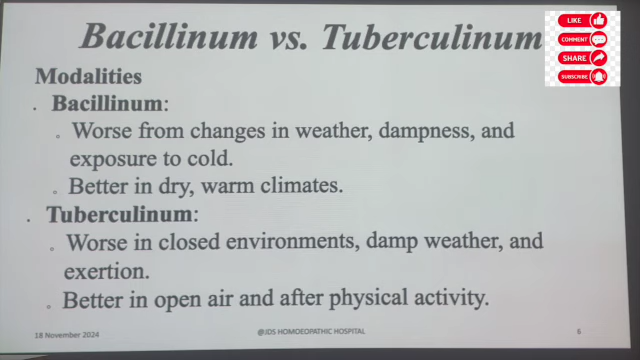 Bacillinum vs. Tuberculinum
LIKE
COMMENT
SHARE
SUBSCRIBE
Modalities
Bacillinum:
Worse from changes in weather, dampness, and
exposure to cold.
Better in dry, warm climates.
Tuberculinum:
Worse in closed environments, damp weather, and
exertion.
Better in open air and after physical activity.
18 November 2024
@JDS HOMOEOPATHIC HOSPITAL
6